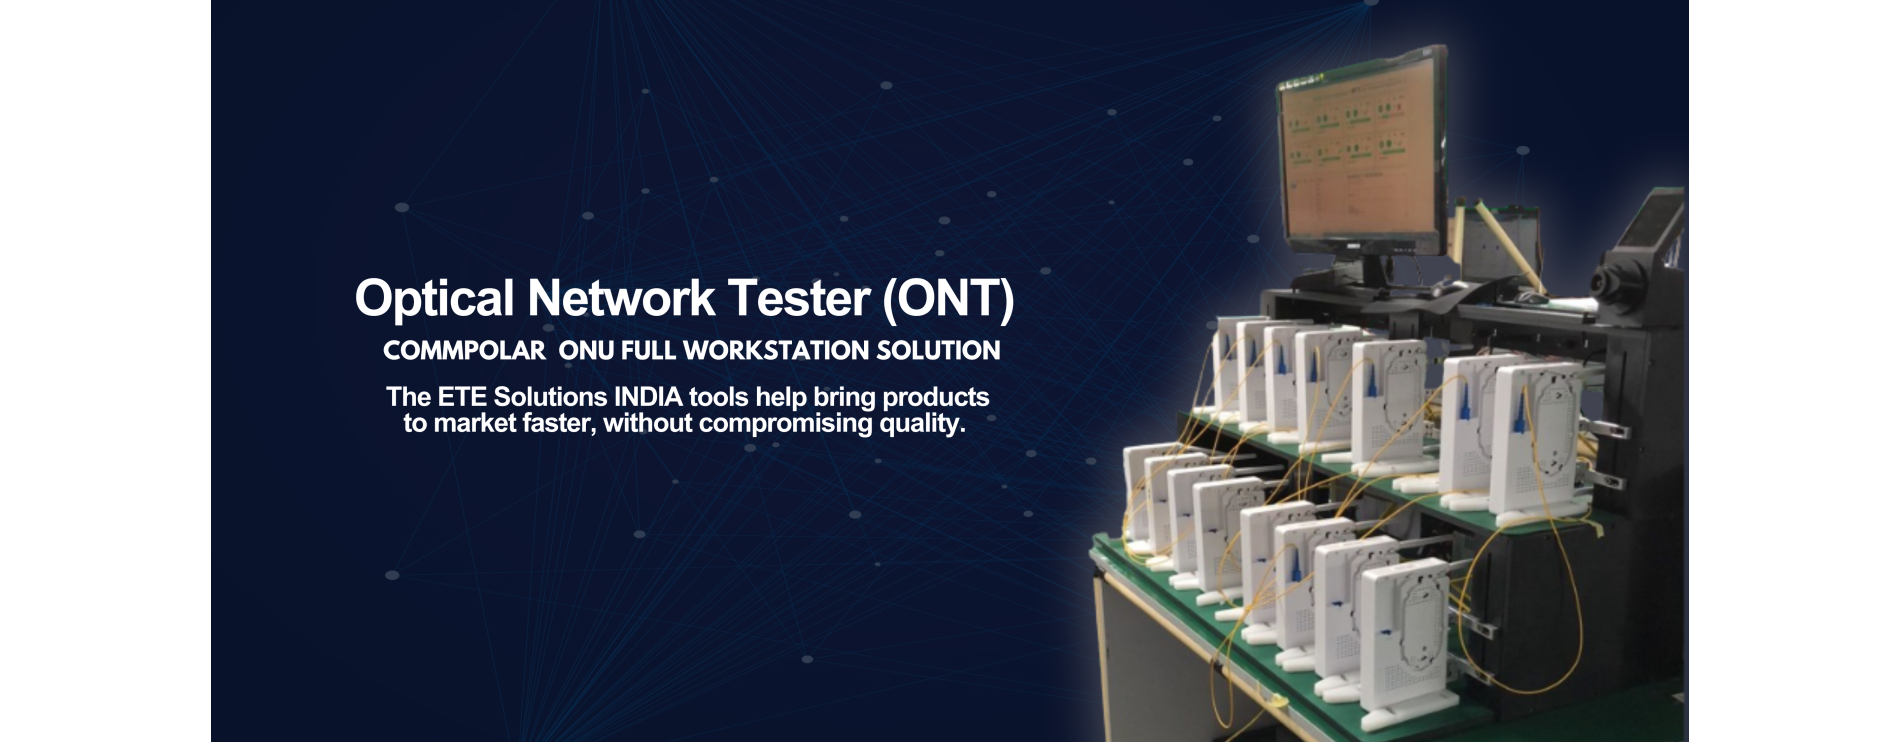 Optical Network Tester (ONT)
COMMPOLAR ONU FULL WORKSTATION SOLUTION
The ETE Solutions INDIA tools help bring products
to market faster, without compromising quality.